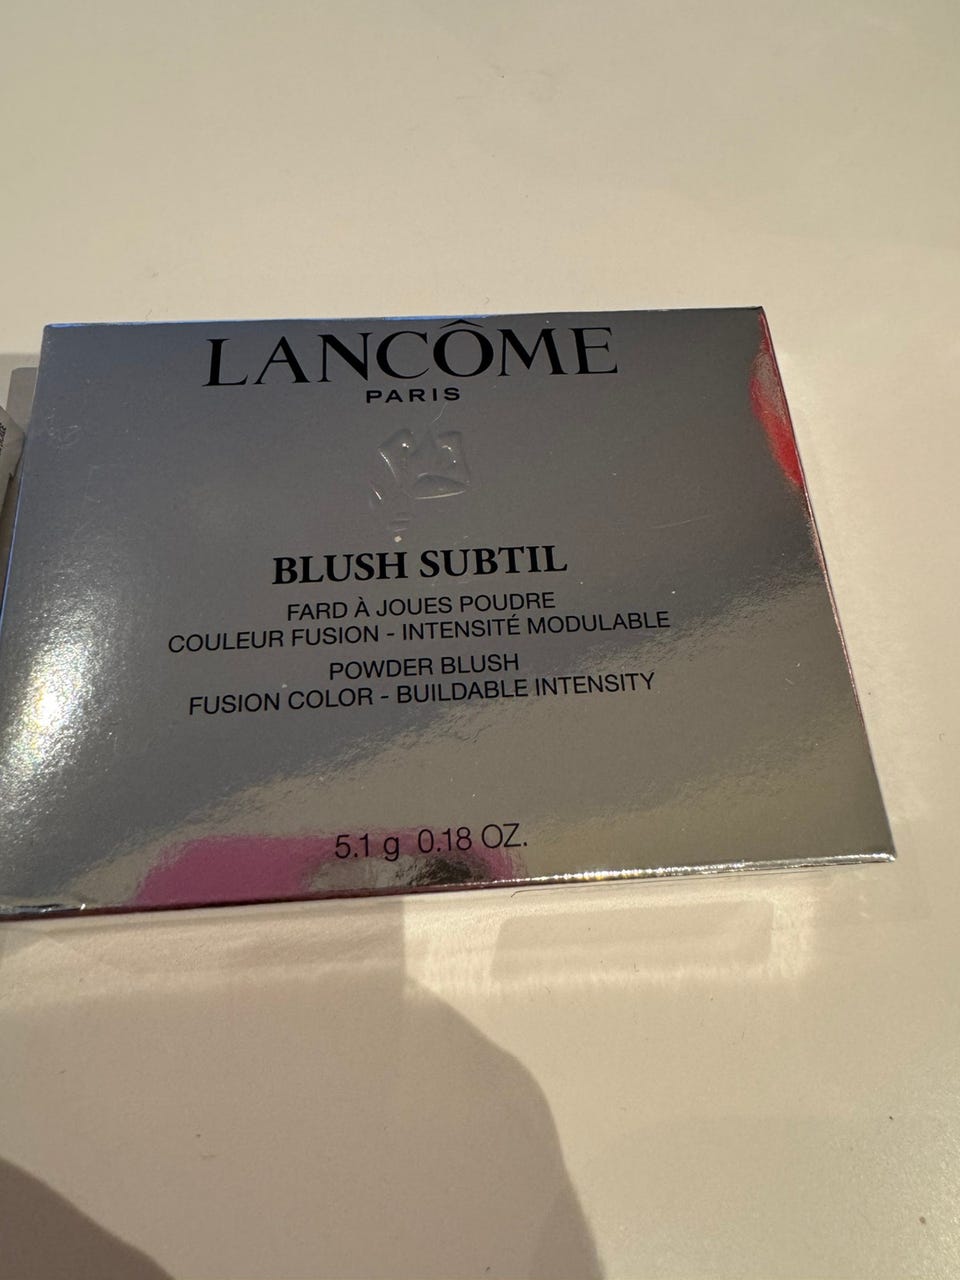 LANCÔME
PARIS
BLUSH SUBTIL
FARD À JOUES POUDRE
COULEUR FUSION - INTENSITÉ MODULABLE
POWDER BLUSH
FUSION COLOR - BUILDABLE INTENSITY
5.1 g 0.18 OZ.